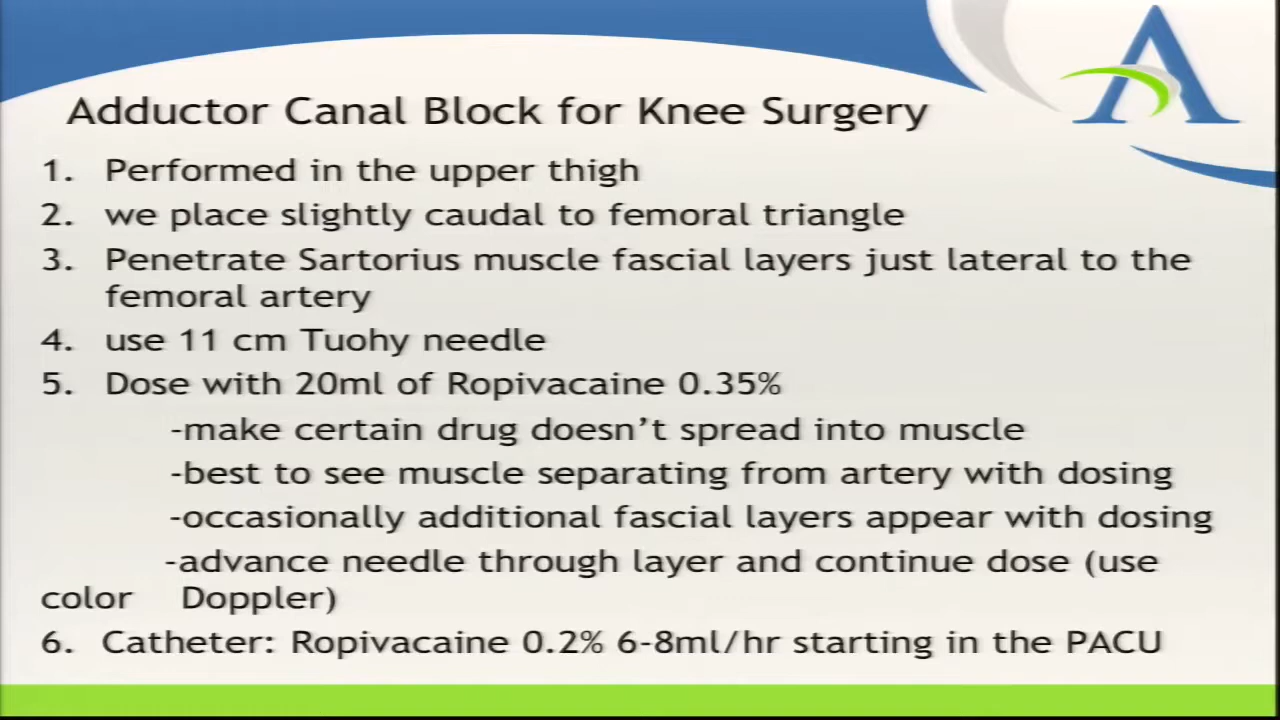 Adductor Canal Block for Knee Surgery
1. Performed in the upper thigh
2. we place slightly caudal to femoral triangle
3. Penetrate Sartorius muscle fascial layers just lateral to the
femoral artery
4. use 11 cm Tuohy needle
5. Dose with 20ml of Ropivacaine 0.35%
-make certain drug doesn’t spread into muscle
-best to see muscle separating from artery with dosing
-occasionally additional fascial layers appear with dosing
-advance needle through layer and continue dose (use
color Doppler)
6. Catheter: Ropivacaine 0.2% 6-8ml/hr starting in the PACU